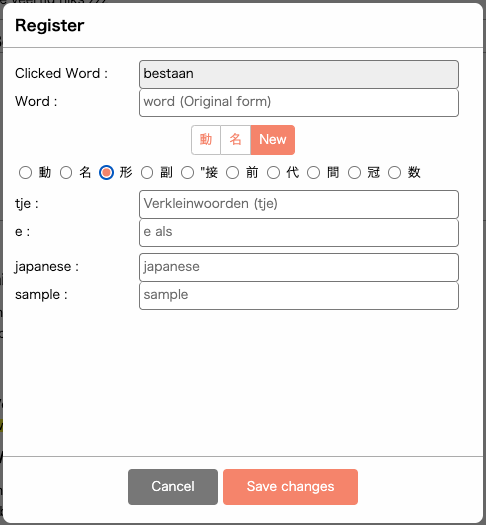 Register
Clicked Word : bestaan
Word : word (Original form)
動 名 New
動 名 形 副 "接 前 代 間 冠 数
tje : Verkleinwoorden (tje)
e : e als
japanese : japanese
sample : sample
Cancel Save changes